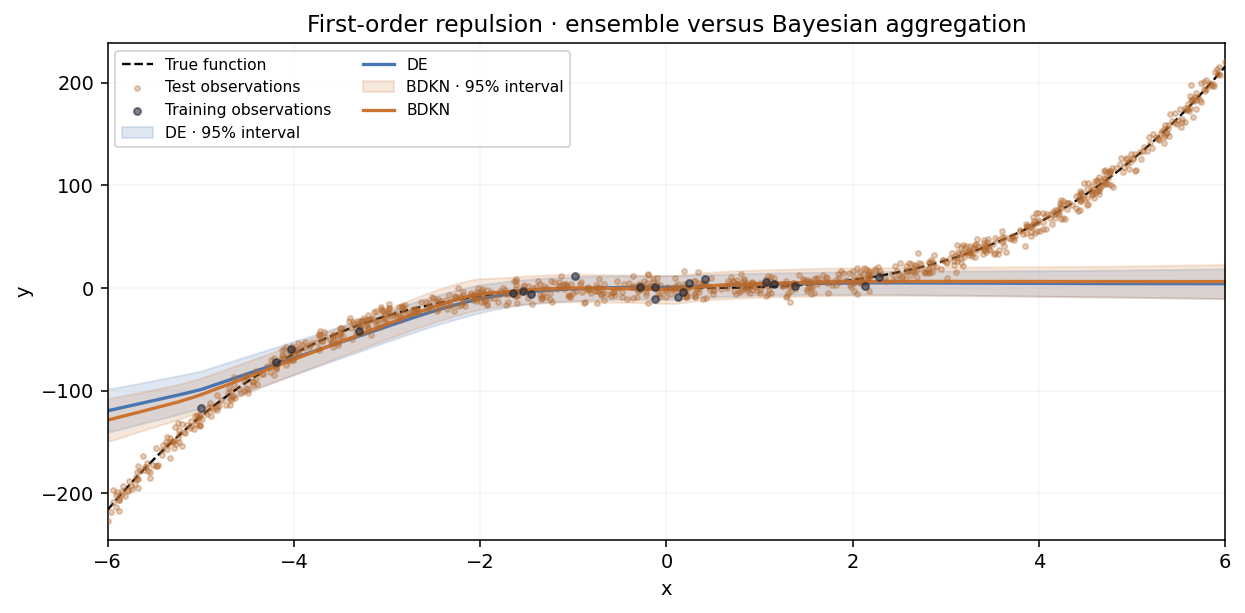 First-order repulsion · ensemble versus Bayesian aggregation
True function
Test observations
Training observations
DE · 95% interval
DE
BDKN · 95% interval
BDKN
200
100
0
−100
−200
y
−6
−4
−2
0
2
4
6
x